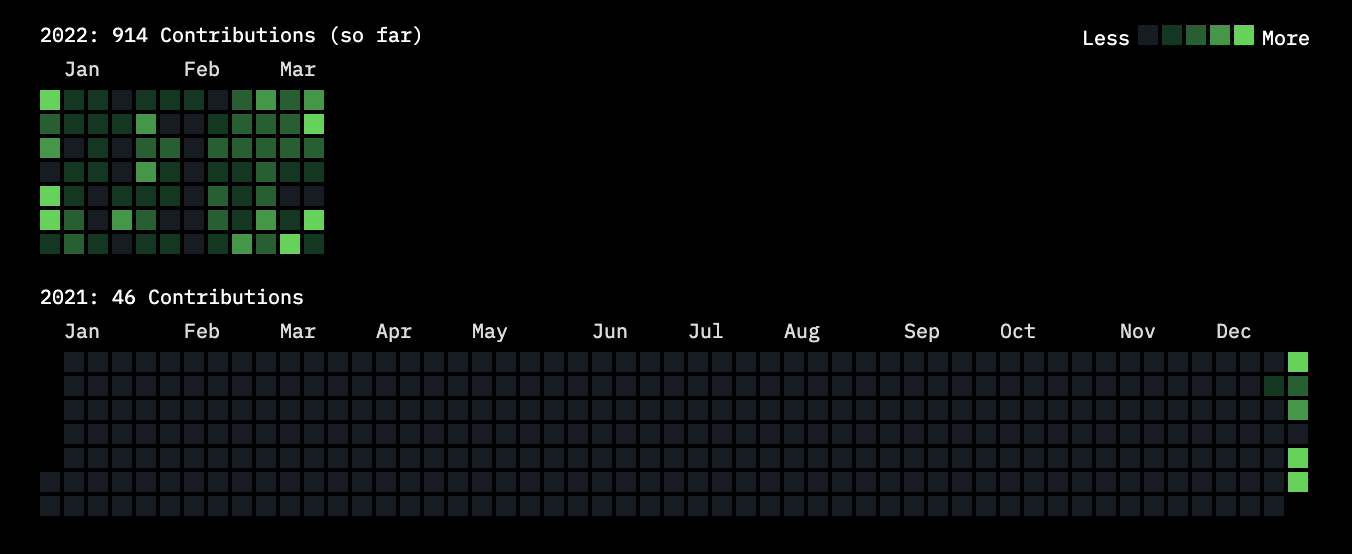 2022: 914 Contributions (so far)
Less More
Jan Feb Mar
2021: 46 Contributions
Jan Feb Mar Apr May Jun Jul Aug Sep Oct Nov Dec